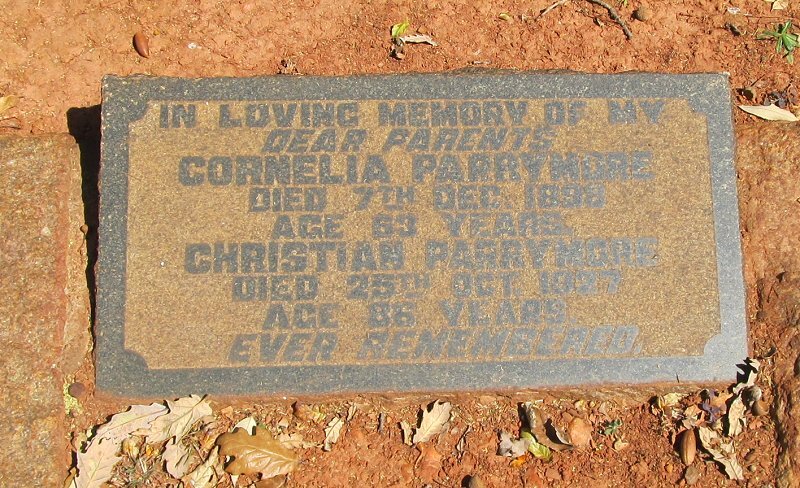 IN LOVING MEMORY OF MY
DEAR PARENTS
CORNELIA PARRYMORE
DIED 7TH DEC. 1898
AGE 63 YEARS.
CHRISTIAN PARRYMORE
DIED 25TH OCT.
AGE 86 YEARS.
EVER REMEMBERED.